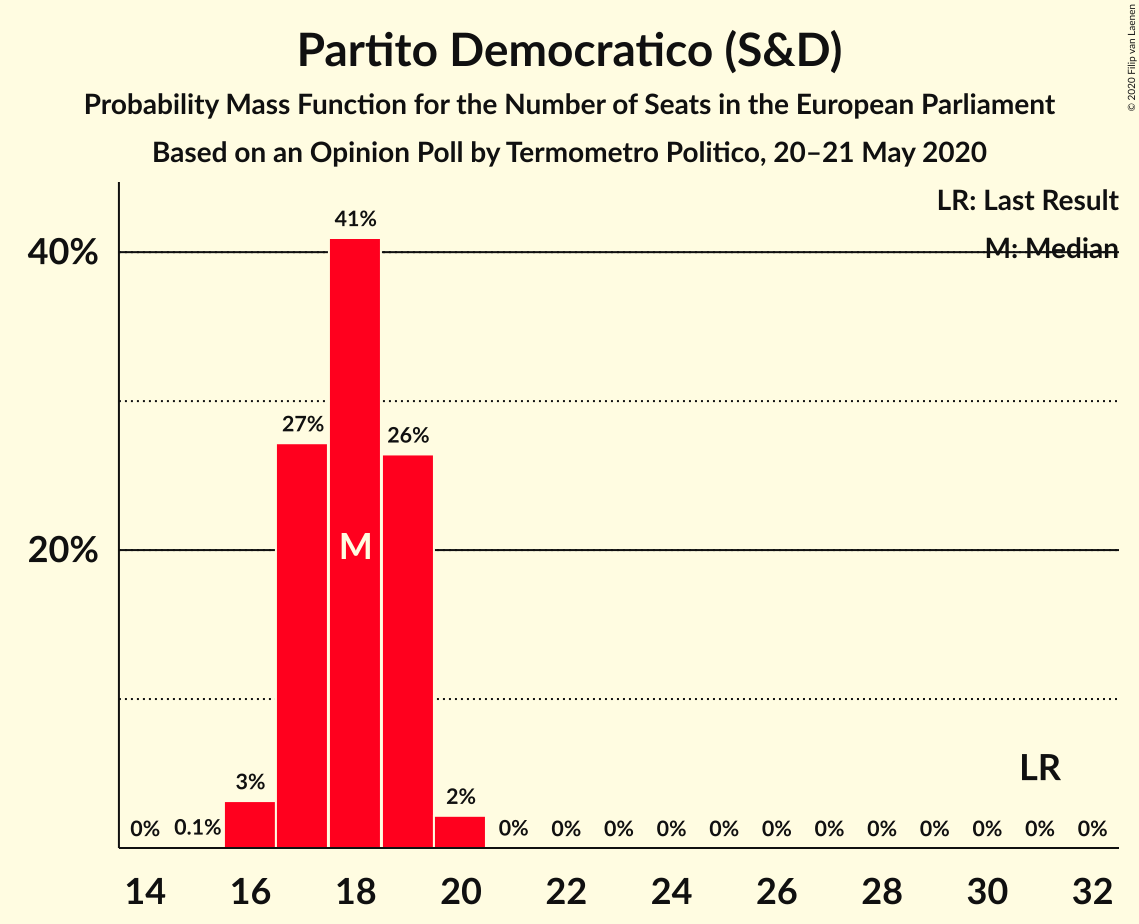 Partito Democratico (S&D)
Probability Mass Function for the Number of Seats in the European Parliament
Based on an Opinion Poll by Termometro Politico, 20–21 May 2020
© 2020 Filip van Laenen
LR: Last Result
M: Median
40%
20%
0%
0.1%
3%
27%
41%
26%
2%
0%
0%
0%
0%
0%
0%
0%
0%
0%
0%
0%
0%
M
LR
14 16 18 20 22 24 26 28 30 32